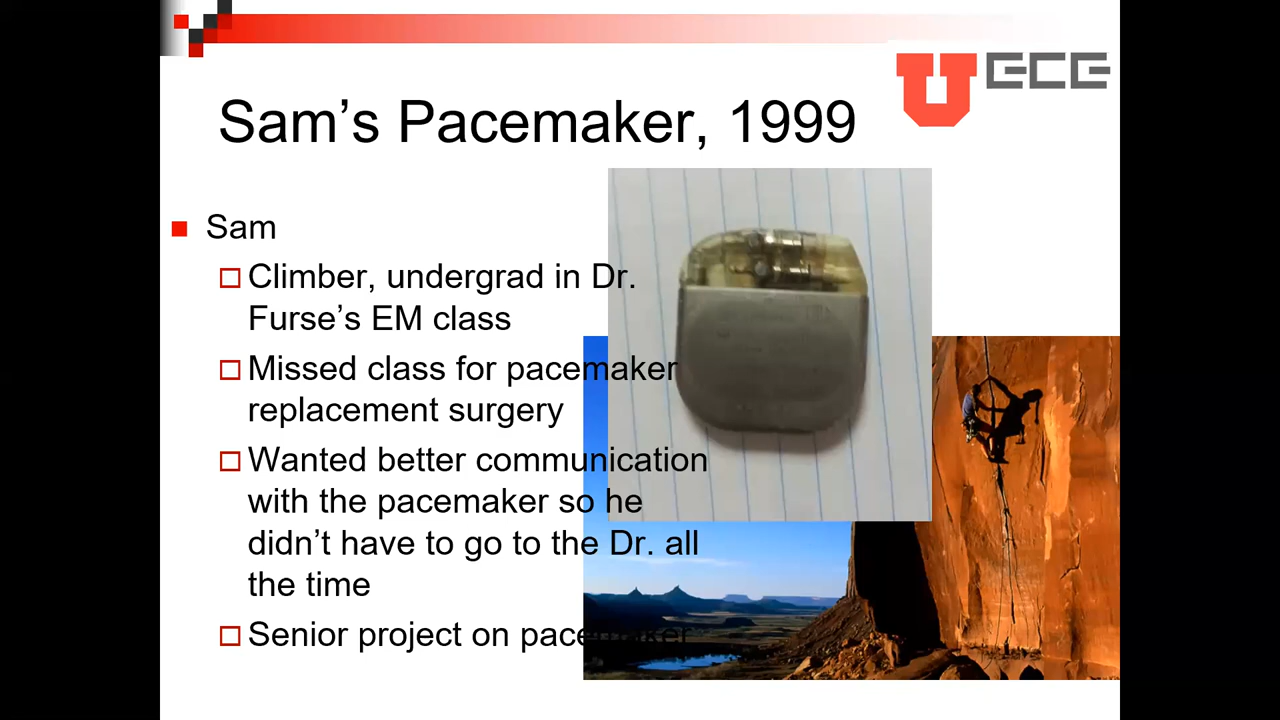 U ECE
Sam’s Pacemaker, 1999
Sam
Climber, undergrad in Dr.
Furse’s EM class
Missed class for pacemaker
replacement surgery
Wanted better communication
with the pacemaker so he
didn’t have to go to the Dr. all
the time
Senior project on pacemaker